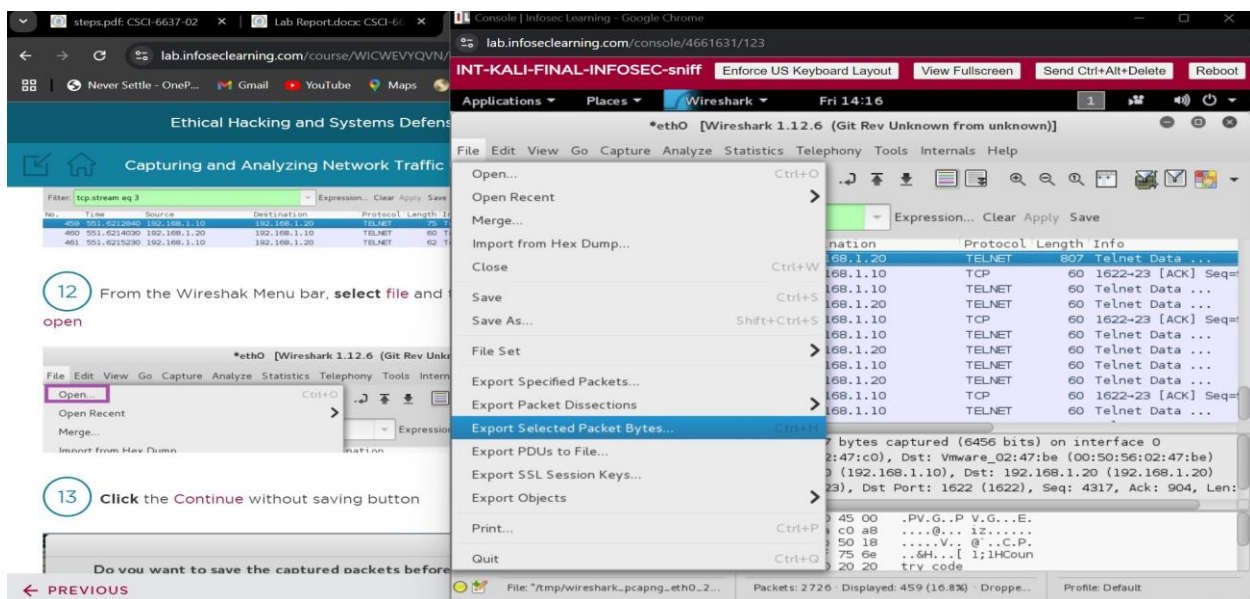 steps.pdf: CSCI-6637-02
Lab Report.docx: CSCI-66
lab.infoseclearning.com/course/WICWEVYQVN/
Never Settle - OneP...
Gmail
YouTube
Maps
Ethical Hacking and Systems Defens
Capturing and Analyzing Network Traffic
Filter: tcp.stream eq 3
Expression... Clear Apply Save
No. Time Source Destination Protocol Length
459 551.6212840 192.168.1.10 192.168.1.20 TELNET 75
460 551.6214030 192.168.1.20 192.168.1.10 TELNET 60
461 551.6215230 192.168.1.10 192.168.1.20 TELNET 62
12 From the Wireshak Menu bar, select file and
open
*eth0 [Wireshark 1.12.6 (Git Rev Unkn
File Edit View Go Capture Analyze Statistics Telephony Tools Intern
Open... Ctrl+O
Open Recent
Merge...
Expression
Import from Hex Dump...
nation
13 Click the Continue without saving button
Do you want to save the captured packets before
PREVIOUS
Console | Infosec Learning - Google Chrome
lab.infoseclearning.com/console/4661631/123
INT-KALI-FINAL-INFOSEC-sniff Enforce US Keyboard Layout View Fullscreen Send Ctrl+Alt+Delete Reboot
Applications Places Wireshark Fri 14:16 1
*eth0 [Wireshark 1.12.6 (Git Rev Unknown from unknown)]
File Edit View Go Capture Analyze Statistics Telephony Tools Internals Help
Open... Ctrl+O
Open Recent
Merge...
Import from Hex Dump...
Close Ctrl+W
Save Ctrl+S
Save As... Shift+Ctrl+S
File Set
Export Specified Packets...
Export Packet Dissections
Export Selected Packet Bytes... Ctrl+H
Export PDUs to File...
Export SSL Session Keys...
Export Objects
Print... Ctrl+P
Quit Ctrl+Q
Expression... Clear Apply Save
nation Protocol Length Info
168.1.20 TELNET 807 Telnet Data ...
168.1.10 TCP 60 1622→23 [ACK] Seq=
168.1.10 TELNET 60 Telnet Data ...
168.1.20 TELNET 60 Telnet Data ...
168.1.10 TCP 60 1622→23 [ACK] Seq=
168.1.10 TELNET 60 Telnet Data ...
168.1.20 TELNET 60 Telnet Data ...
168.1.10 TELNET 60 Telnet Data ...
168.1.20 TELNET 60 Telnet Data ...
168.1.10 TCP 60 1622→23 [ACK] Seq=
168.1.10 TELNET 60 Telnet Data ...
7 bytes captured (6456 bits) on interface 0
2:47:c0), Dst: Vmware_02:47:be (00:50:56:02:47:be)
(192.168.1.10), Dst: 192.168.1.20 (192.168.1.20)
23), Dst Port: 1622 (1622), Seq: 4317, Ack: 904, Len:
45 00 .PV.G..P V.G...E.
c0 a8 ....@... iz......
50 18 .....V.. @`..C.P.
75 6e ..&H...[ 1;1HCoun
20 20 try code
File: "/tmp/wireshark_pcapng_eth0_2... Packets: 2726 · Displayed: 459 (16.8%) · Droppe... Profile: Default